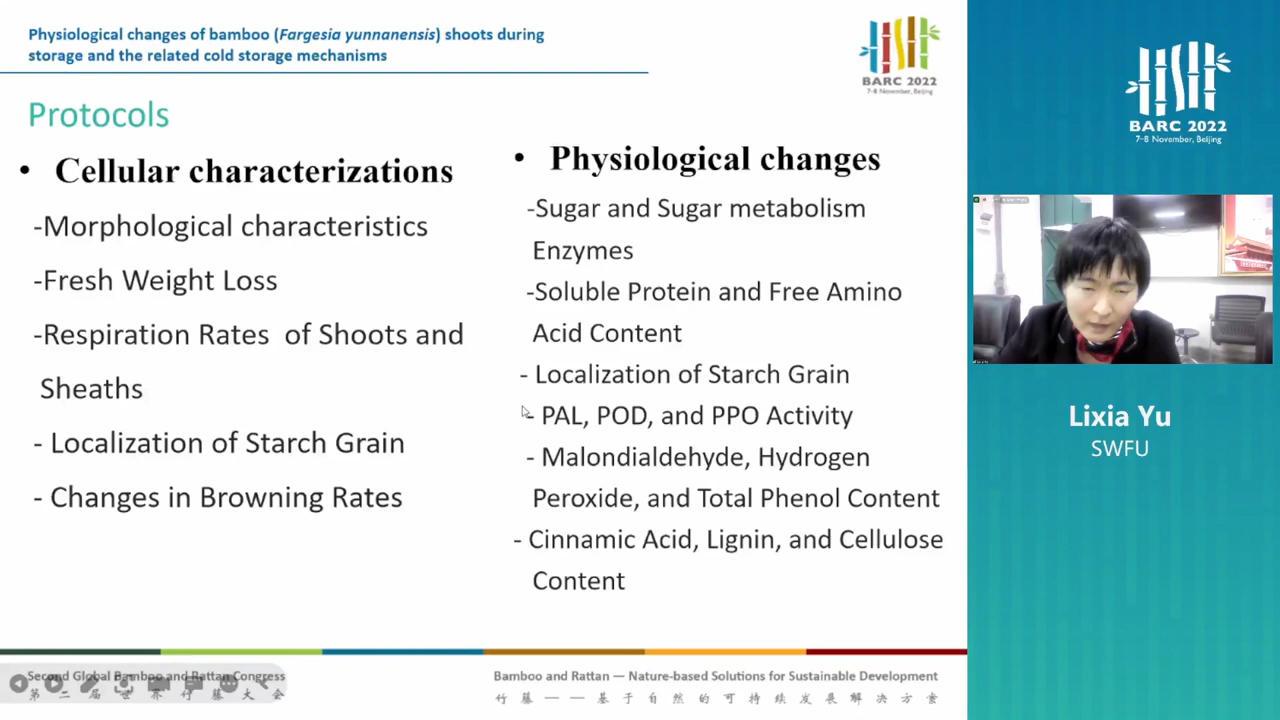 Physiological changes of bamboo (Fargesia yunnanensis) shoots during
storage and the related cold storage mechanisms
BARC 2022
7-8 November, Beijing
Protocols
• Cellular characterizations
-Morphological characteristics
-Fresh Weight Loss
-Respiration Rates of Shoots and
Sheaths
- Localization of Starch Grain
- Changes in Browning Rates
• Physiological changes
-Sugar and Sugar metabolism
Enzymes
-Soluble Protein and Free Amino
Acid Content
- Localization of Starch Grain
- PAL, POD, and PPO Activity
- Malondialdehyde, Hydrogen
Peroxide, and Total Phenol Content
- Cinnamic Acid, Lignin, and Cellulose
Content
Second Global Bamboo and Rattan Congress
第二届世界竹藤大会
Bamboo and Rattan — Nature-based Solutions for Sustainable Development
竹藤——基于自然的可持续发展解决方案
BARC 2022
7-8 November, Beijing
Lixia Yu
SWFU